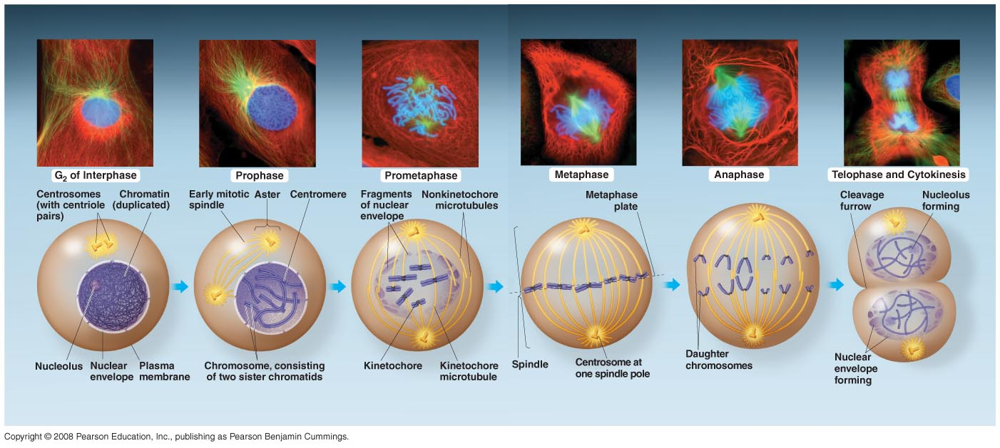 G2 of Interphase
Prophase
Prometaphase
Metaphase
Anaphase
Telophase and Cytokinesis
Centrosomes
(with centriole
pairs)
Chromatin
(duplicated)
Early mitotic
spindle
Aster
Centromere
Fragments
of nuclear
envelope
Nonkinetochore
microtubules
Metaphase
plate
Cleavage
furrow
Nucleolus
forming
Nucleolus
Nuclear
envelope
Plasma
membrane
Chromosome, consisting
of two sister chromatids
Kinetochore
Kinetochore
microtubule
Spindle
Centrosome at
one spindle pole
Daughter
chromosomes
Nuclear
envelope
forming
Copyright © 2008 Pearson Education, Inc., publishing as Pearson Benjamin Cummings.